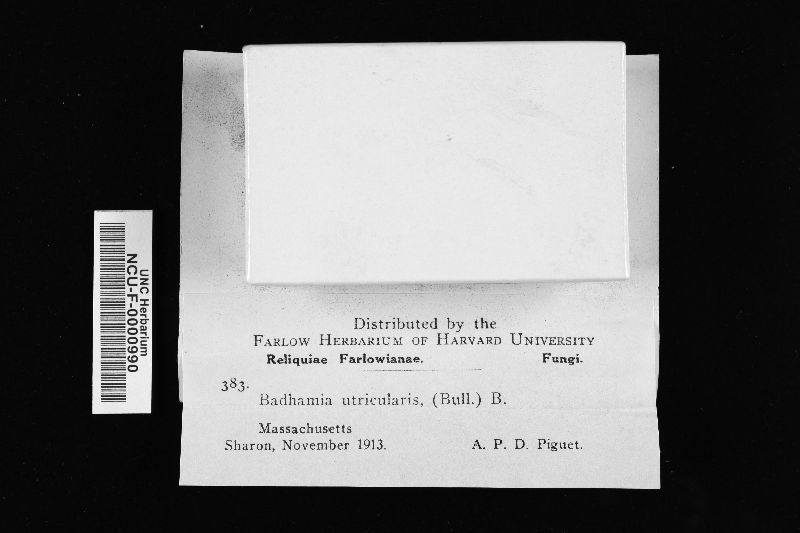 UNC Herbarium
NCU-F-0000990
Distributed by the
FARLOW HERBARIUM OF HARVARD UNIVERSITY
Reliquiae Farlowianae. Fungi.
383.
Badhamia utricularis, (Bull.) B.
Massachusetts
Sharon, November 1913. A. P. D. Piguet.